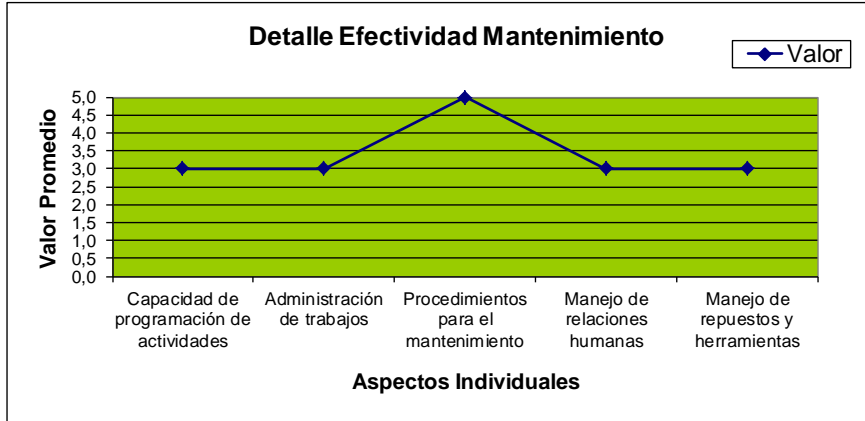 Detalle Efectividad Mantenimiento
Valor
Valor Promedio
5,0
4,5
4,0
3,5
3,0
2,5
2,0
1,5
1,0
0,5
0,0
Capacidad de
programación de
actividades
Administración
de trabajos
Procedimientos
para el
mantenimiento
Manejo de
relaciones
humanas
Manejo de
repuestos y
herramientas
Aspectos Individuales